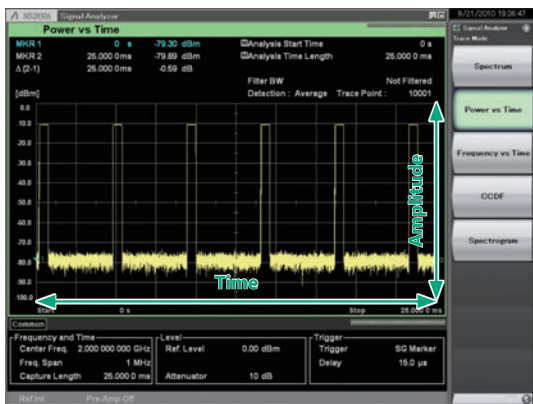 MS2830A Signal Analyzer
9/21/2010 19:26:47
Power vs Time
MKR 1 0 s -79.30 dBm Analysis Start Time 0 s
MKR 2 25.000 0ms -79.89 dBm Analysis Time Length 25.000 0 ms
Δ (2-1) 25.000 0ms -0.59 dB
Filter BW Not Filtered
[dBm] Detection : Average Trace Point : 10001
0.0
-20.0
-30.0
-40.0
-50.0
-60.0
-70.0
-80.0
-90.0
-100.0
Amplitude
Time
Start 0 s Stop 25.000 0 ms
Common
Frequency and Time
Center Freq. 2.000 000 000 GHz
Freq. Span 1 MHz
Capture Length 25.000 0 ms
Level
Ref. Level 0.00 dBm
Attenuator 10 dB
Trigger
Trigger SG Marker
Delay 15.0 µs
Ref.Int Pre-Amp Off
Signal Analyzer
Trace Mode
Spectrum
Power vs Time
Frequency vs Time
CCDF
Spectrogram